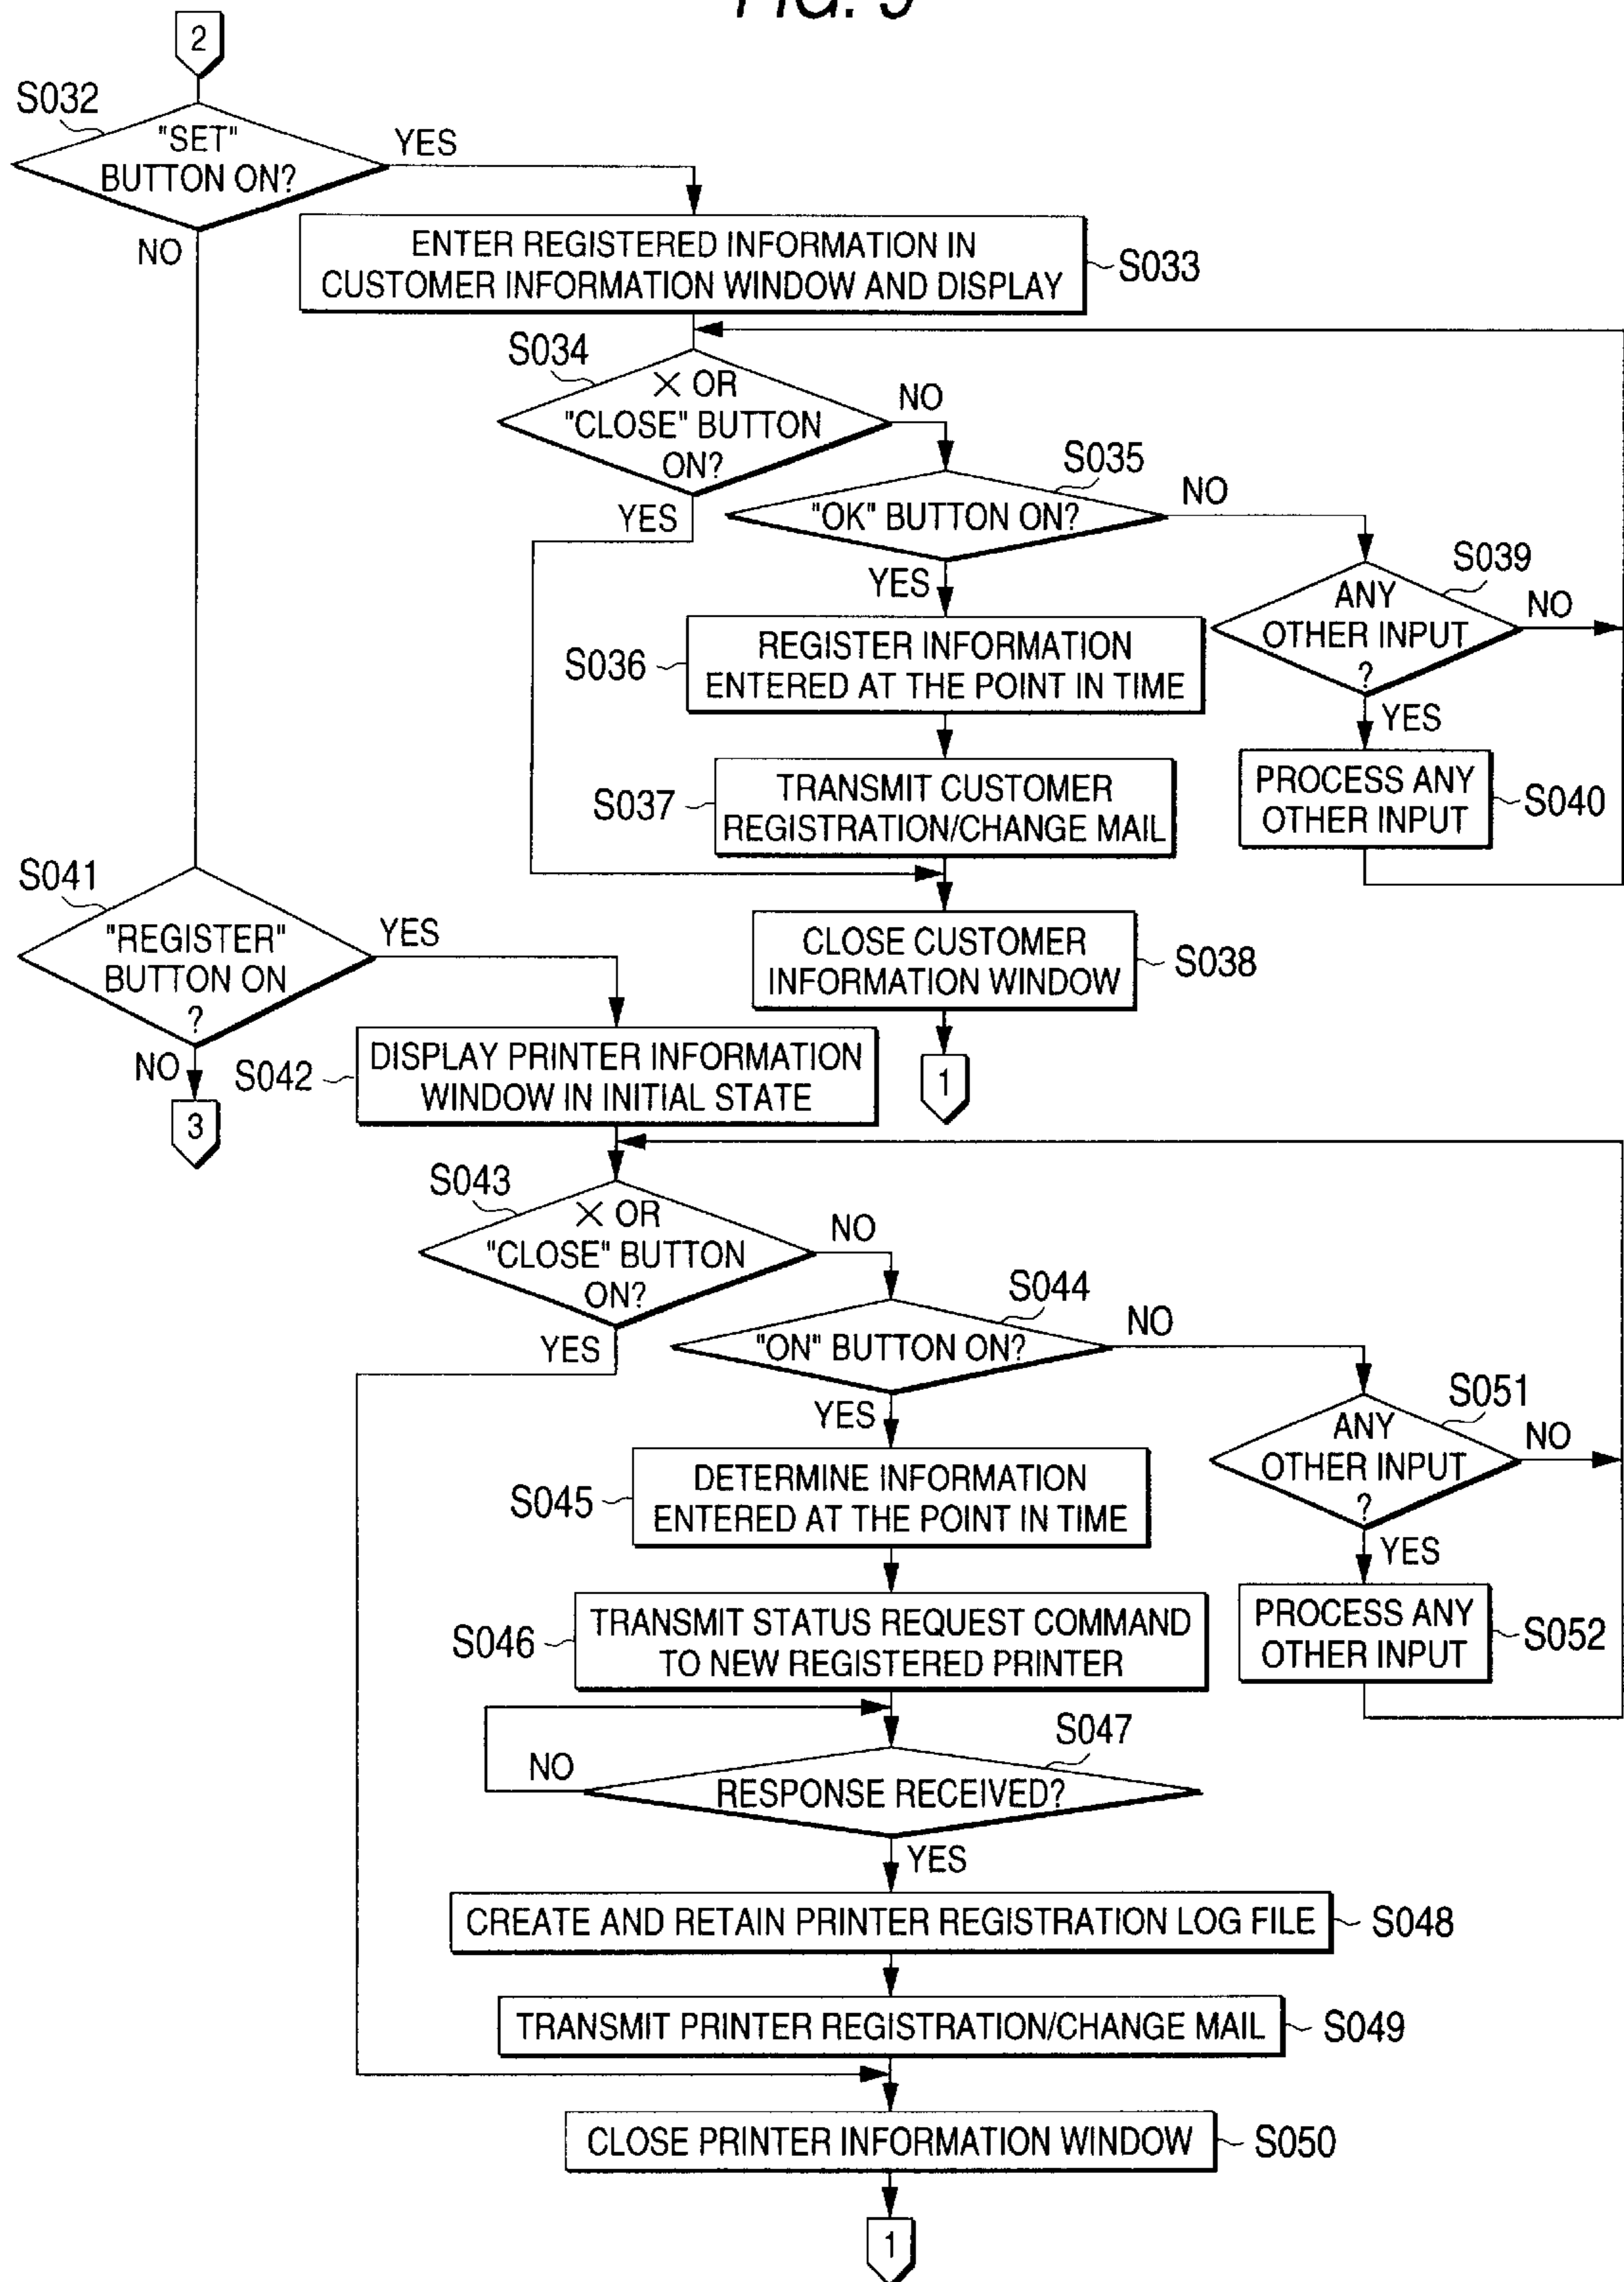 FIG. 9
2
S032
"SET"
BUTTON ON?
YES
NO
ENTER REGISTERED INFORMATION IN
CUSTOMER INFORMATION WINDOW AND DISPLAY
S033
S034
× OR
"CLOSE" BUTTON
ON?
NO
YES
S035
"OK" BUTTON ON?
NO
YES
S039
ANY
OTHER INPUT
?
NO
YES
S036
REGISTER INFORMATION
ENTERED AT THE POINT IN TIME
S037
TRANSMIT CUSTOMER
REGISTRATION/CHANGE MAIL
PROCESS ANY
OTHER INPUT
S040
S041
"REGISTER"
BUTTON ON
?
YES
NO
3
CLOSE CUSTOMER
INFORMATION WINDOW
S038
1
S042
DISPLAY PRINTER INFORMATION
WINDOW IN INITIAL STATE
S043
× OR
"CLOSE" BUTTON
ON?
NO
YES
S044
"ON" BUTTON ON?
NO
YES
S051
ANY
OTHER INPUT
?
NO
YES
S045
DETERMINE INFORMATION
ENTERED AT THE POINT IN TIME
S046
TRANSMIT STATUS REQUEST COMMAND
TO NEW REGISTERED PRINTER
PROCESS ANY
OTHER INPUT
S052
S047
RESPONSE RECEIVED?
NO
YES
CREATE AND RETAIN PRINTER REGISTRATION LOG FILE
S048
TRANSMIT PRINTER REGISTRATION/CHANGE MAIL
S049
CLOSE PRINTER INFORMATION WINDOW
S050
1